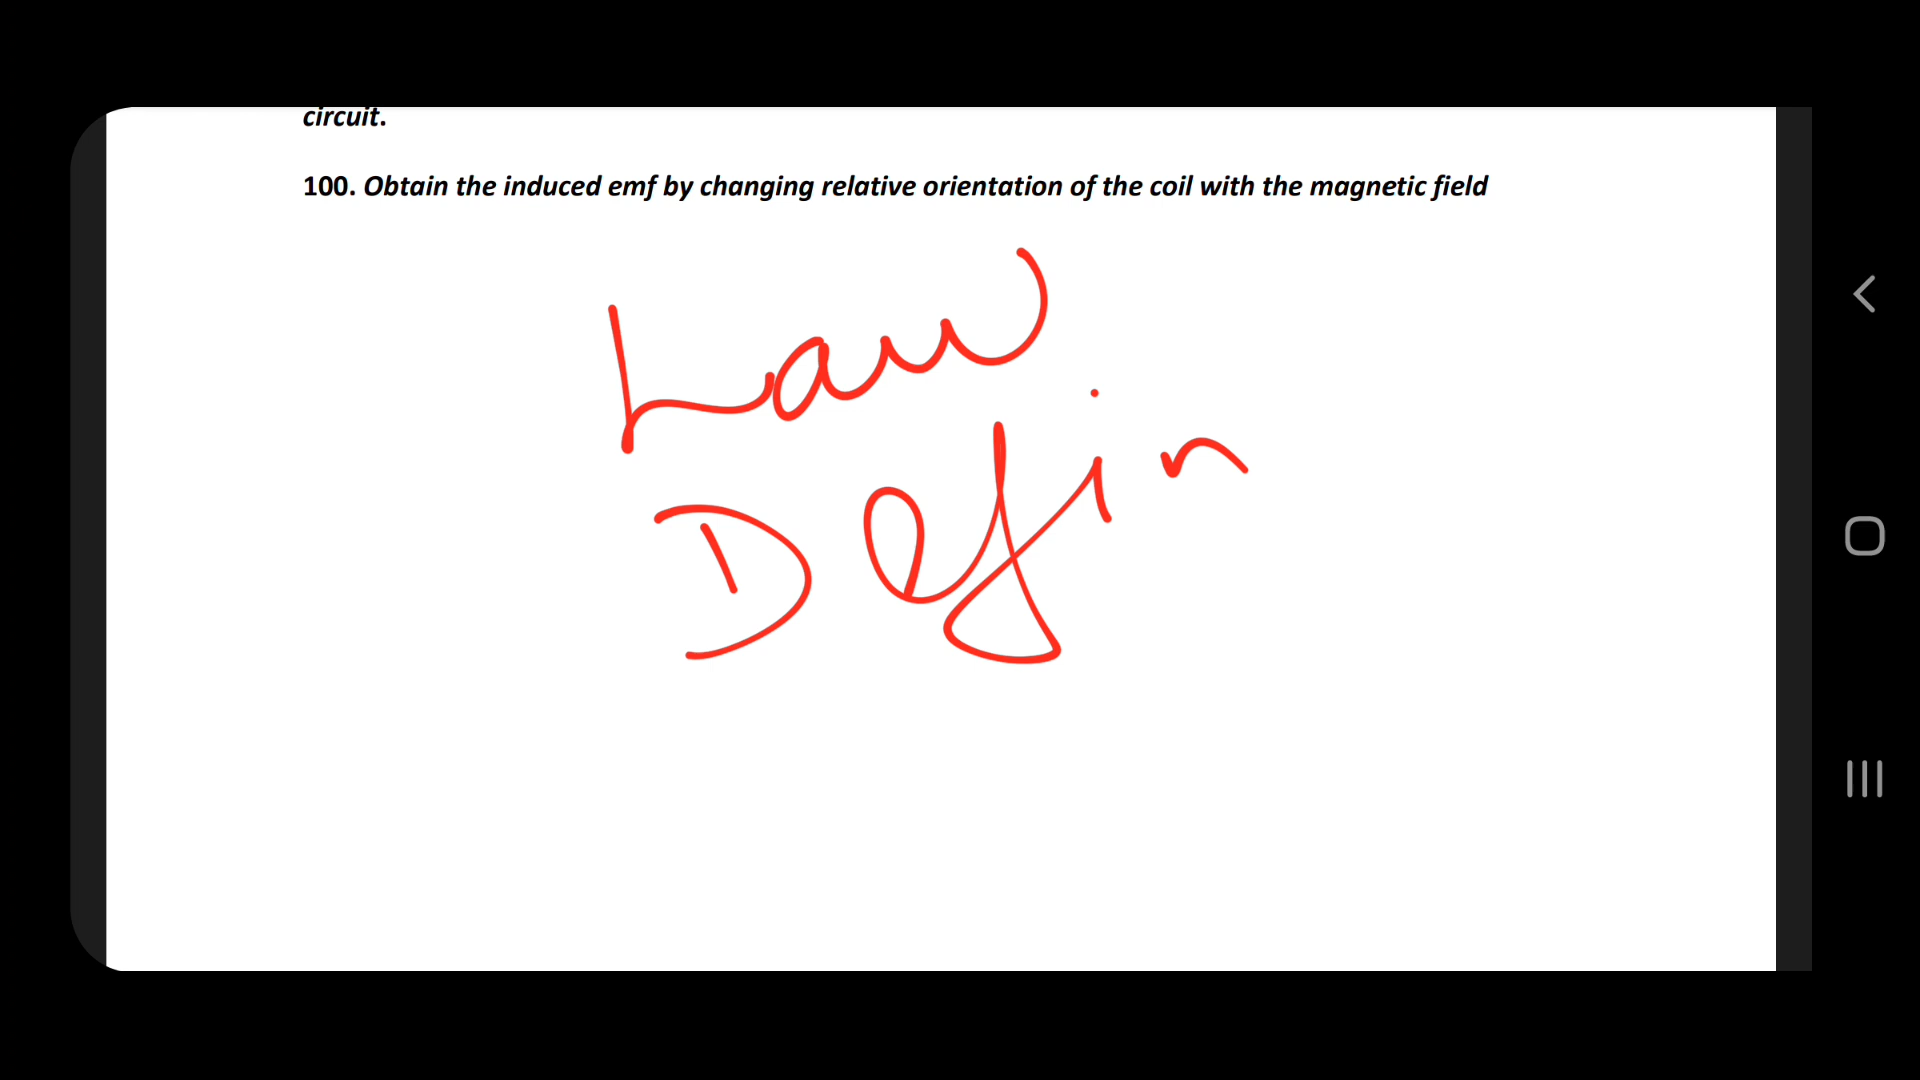 circuit.
100. Obtain the induced emf by changing relative orientation of the coil with the magnetic field
Law
Defin